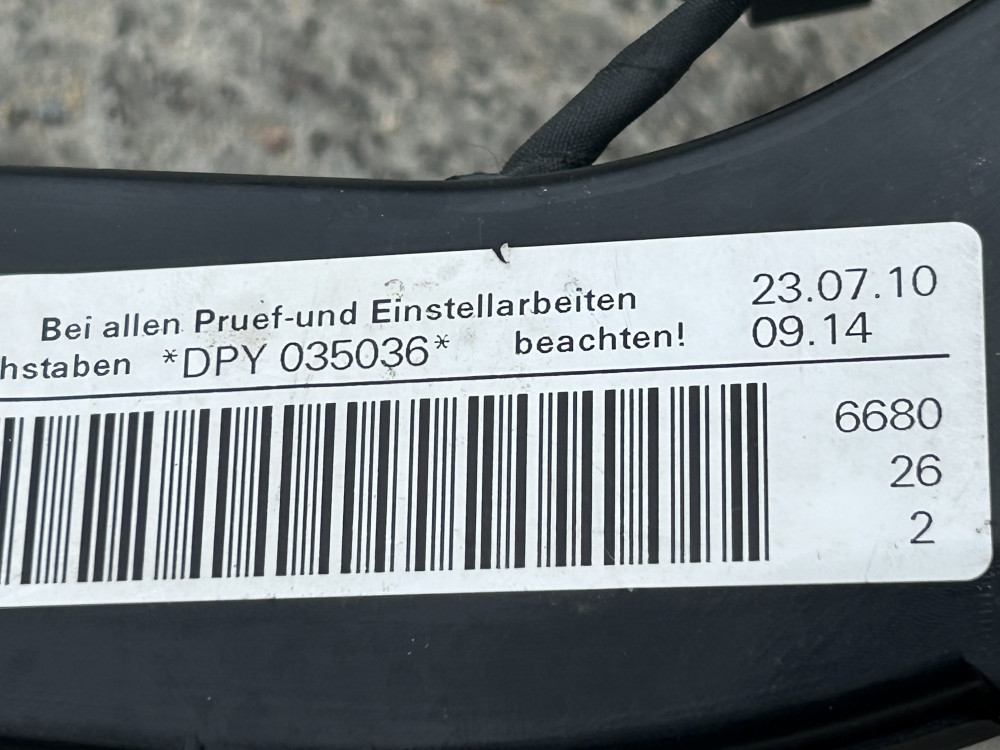 Bei allen Pruef-und Einstellarbeiten 23.07.10
hstaben *DPY 035036* beachten! 09.14
6680
26
2